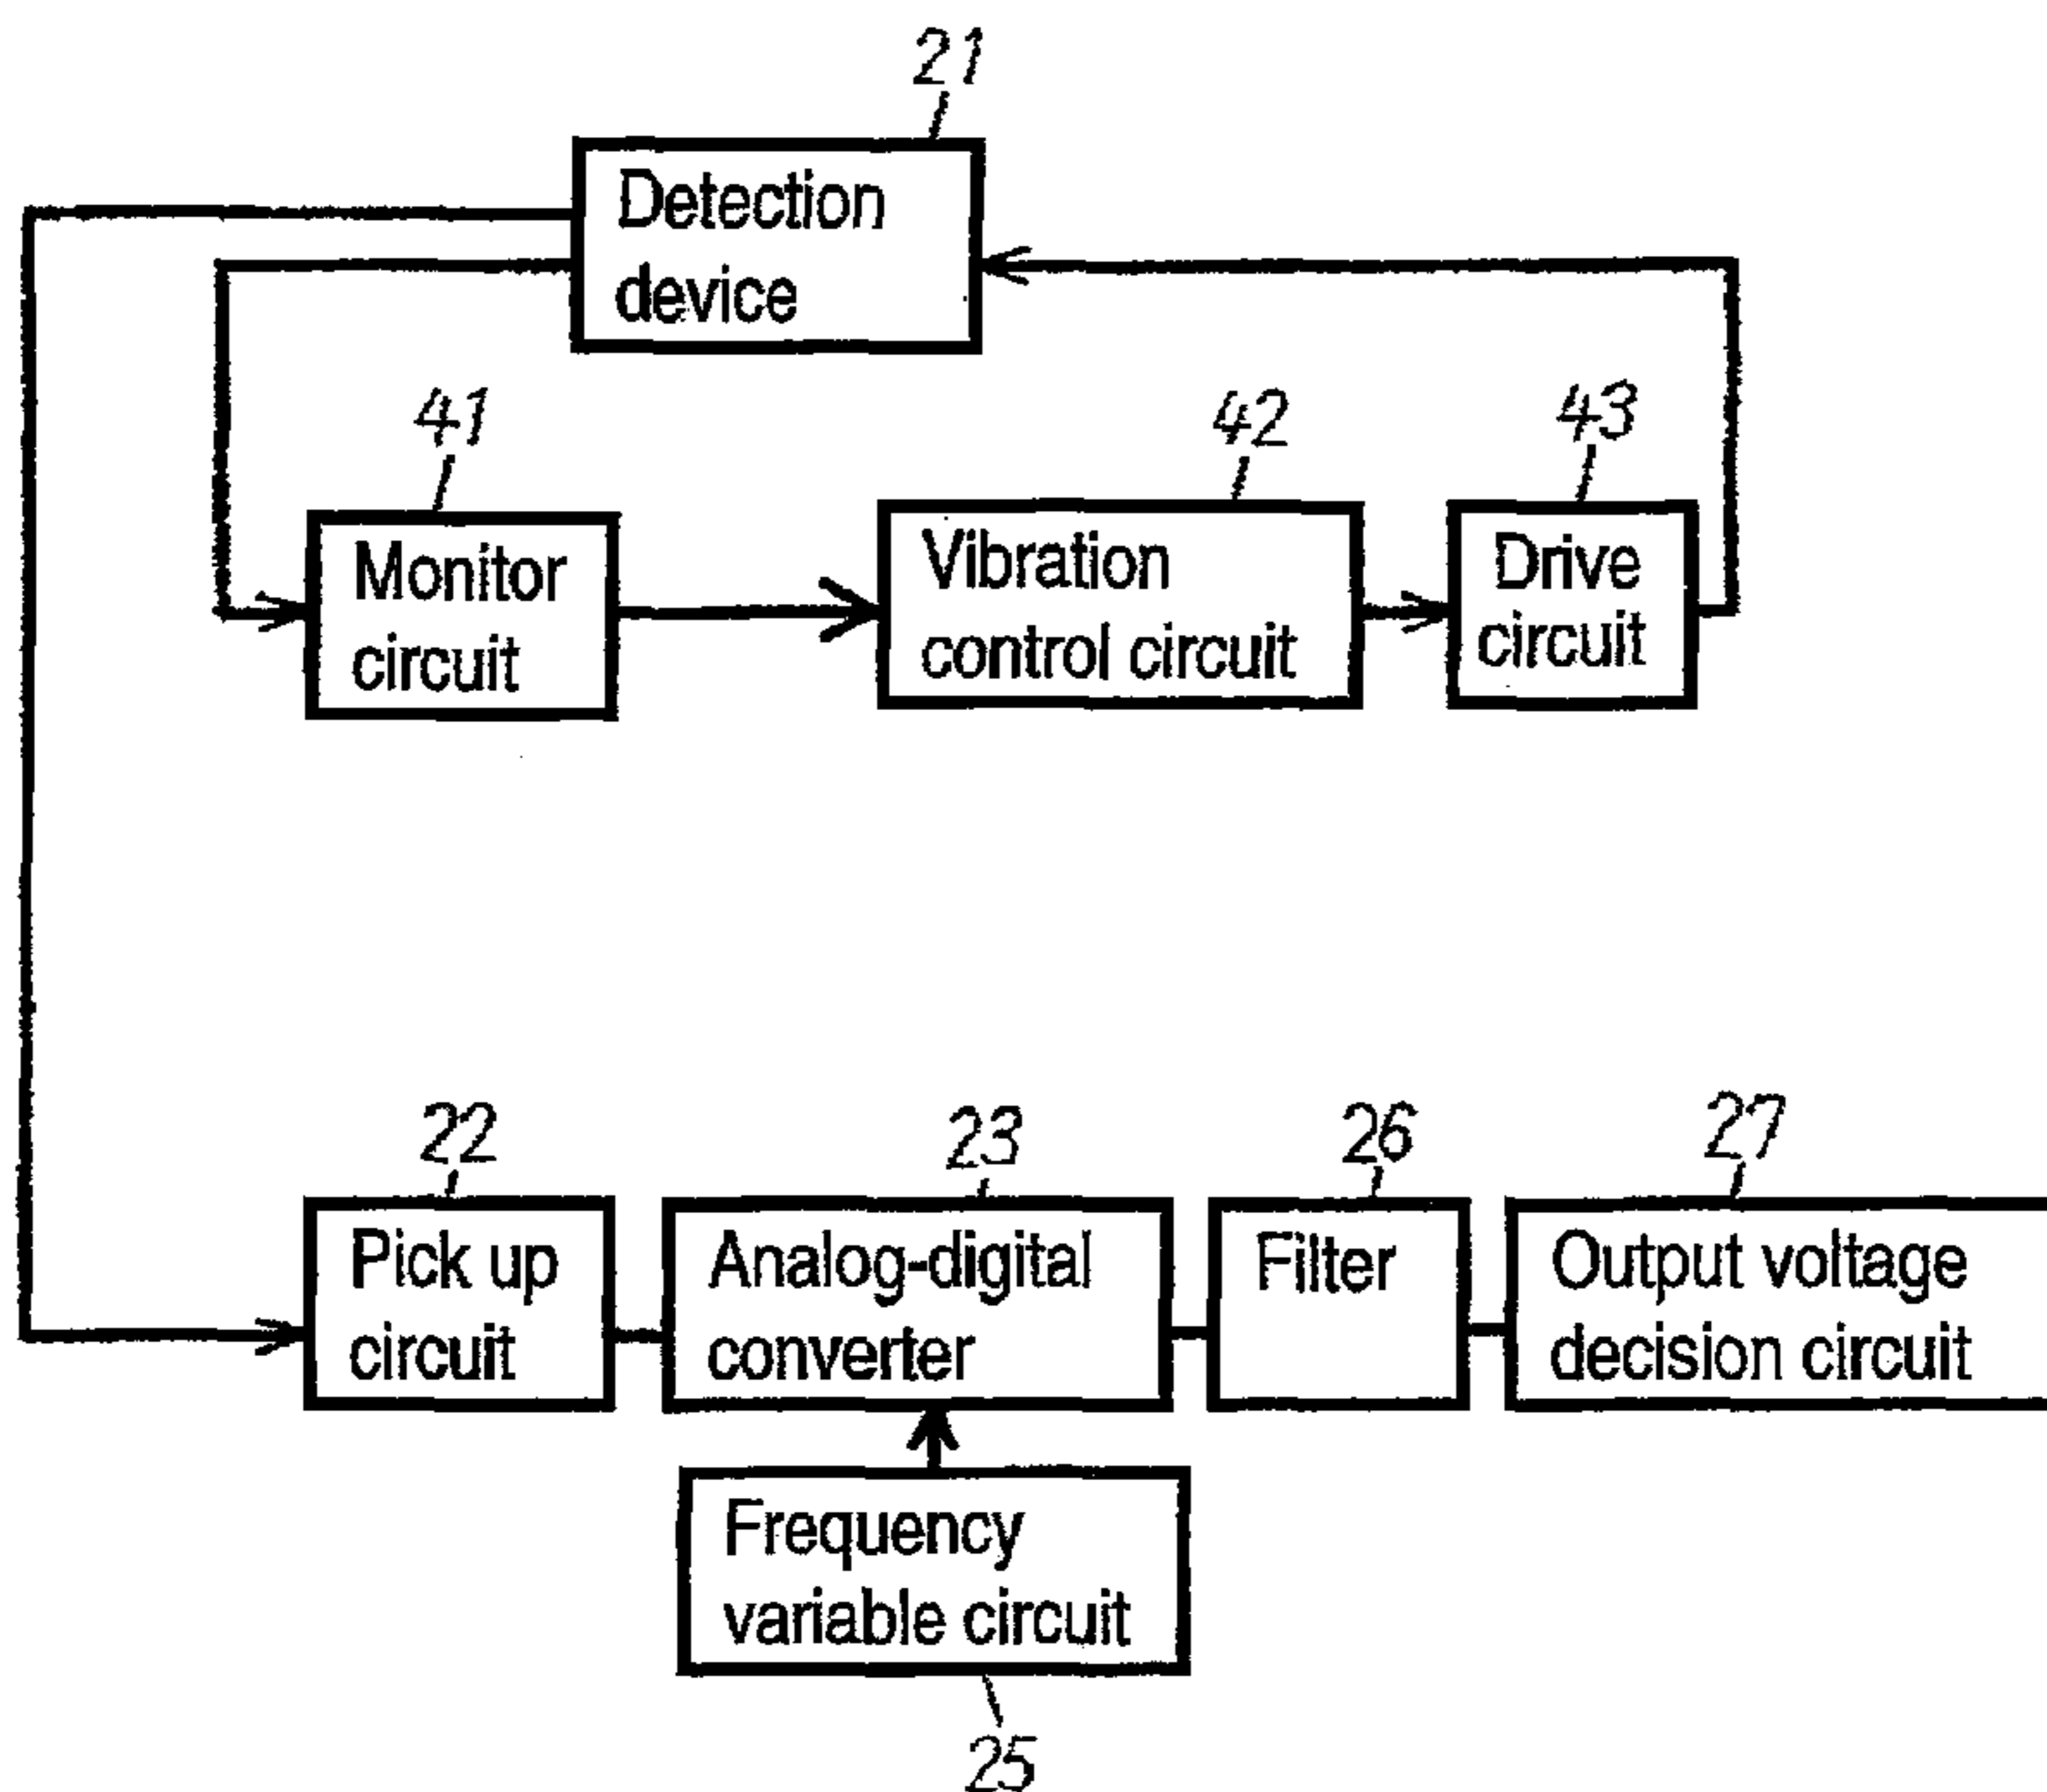 21
Detection
device
41
42
43
Monitor
circuit
Vibration
control circuit
Drive
circuit
22
23
26
27
Pick up
circuit
Analog-digital
converter
Filter
Output voltage
decision circuit
Frequency
variable circuit
25